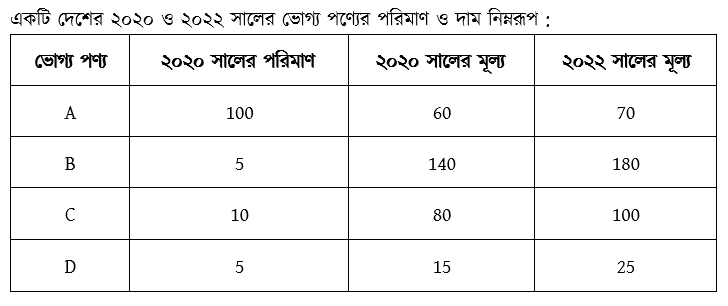 একটি দেশের ২০২০ ও ২০২২ সালের ভোগ্য পণ্যের পরিমাণ ও দাম নিম্নরূপ :
ভোগ্য পণ্য ২০২০ সালের পরিমাণ ২০২০ সালের মূল্য ২০২২ সালের মূল্য
A 100 60 70
B 5 140 180
C 10 80 100
D 5 15 25